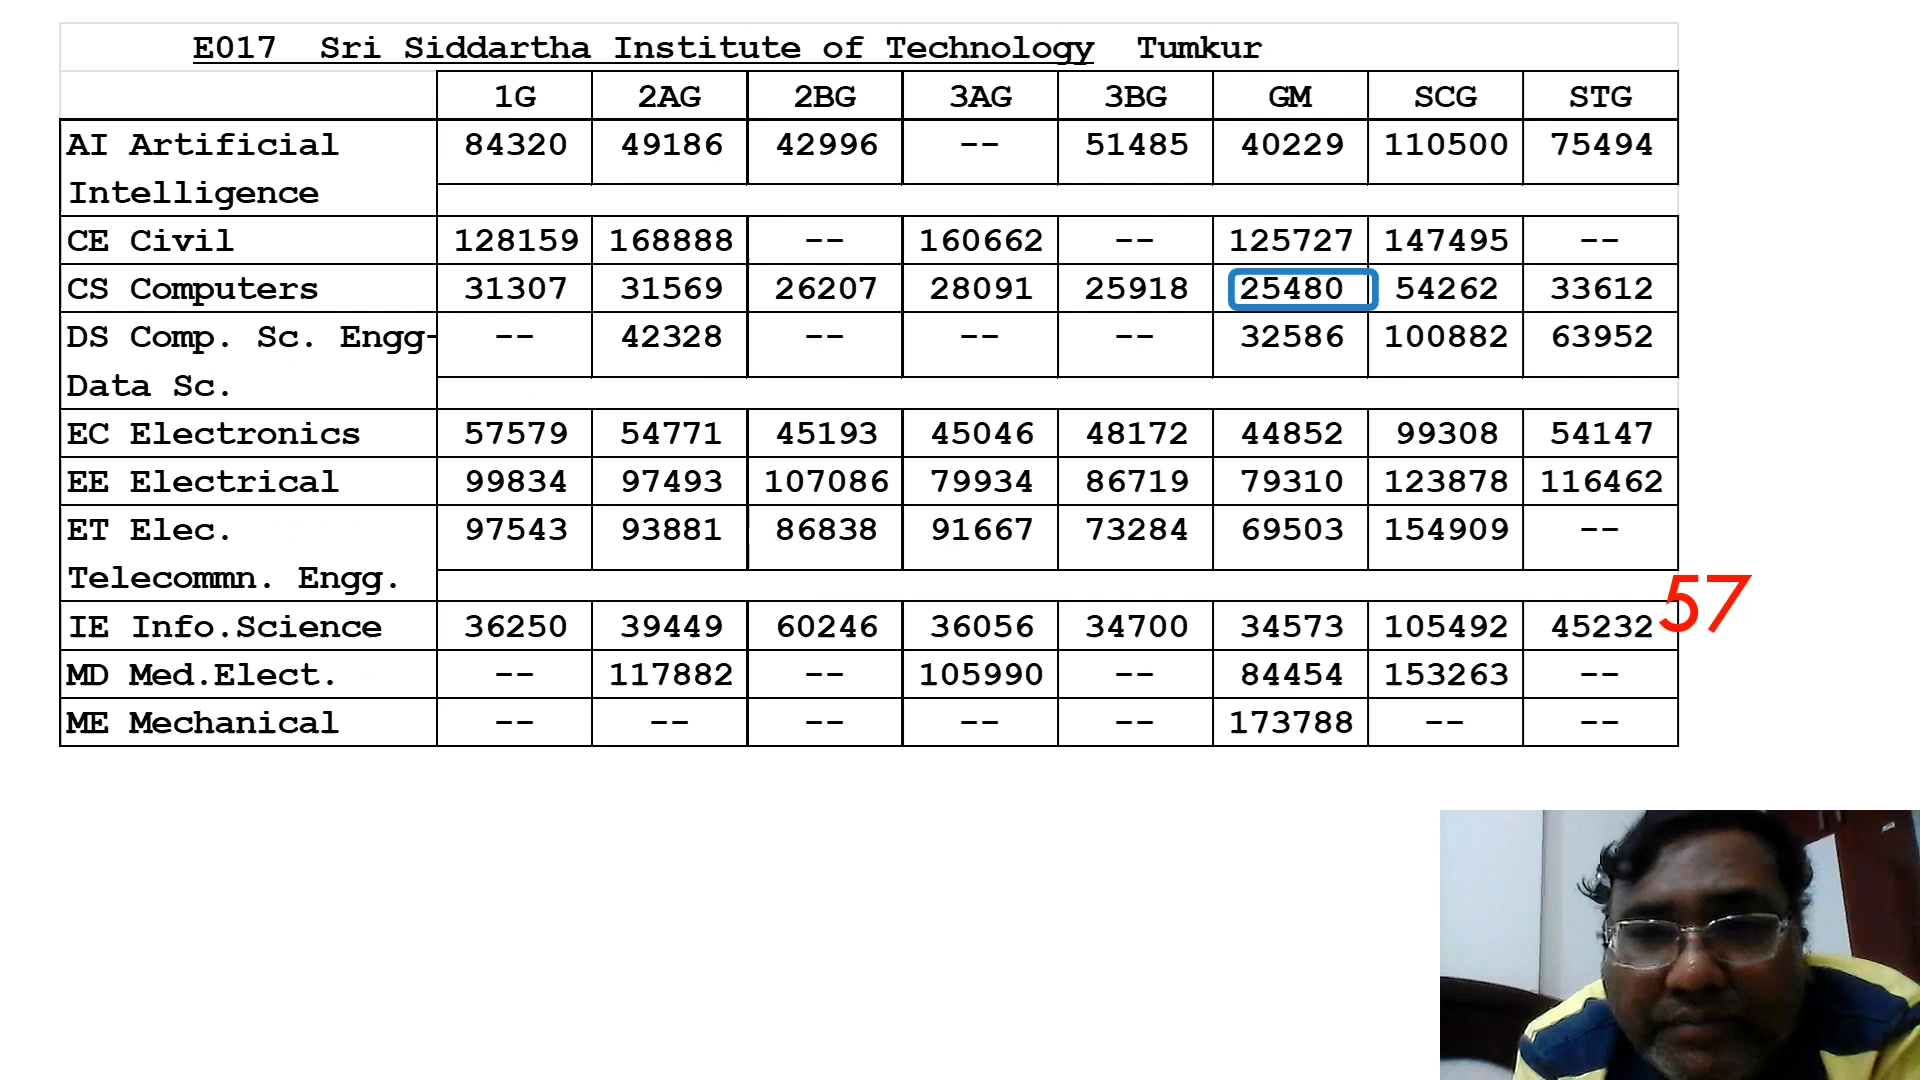 E017 Sri Siddartha Institute of Technology Tumkur
1G 2AG 2BG 3AG 3BG GM SCG STG
AI Artificial 84320 49186 42996 -- 51485 40229 110500 75494
Intelligence
CE Civil 128159 168888 -- 160662 -- 125727 147495 --
CS Computers 31307 31569 26207 28091 25918 25480 54262 33612
DS Comp. Sc. Engg- -- 42328 -- -- -- 32586 100882 63952
Data Sc.
EC Electronics 57579 54771 45193 45046 48172 44852 99308 54147
EE Electrical 99834 97493 107086 79934 86719 79310 123878 116462
ET Elec. 97543 93881 86838 91667 73284 69503 154909 --
Telecommn. Engg.
57
IE Info.Science 36250 39449 60246 36056 34700 34573 105492 45232
MD Med.Elect. -- 117882 -- 105990 -- 84454 153263 --
ME Mechanical -- -- -- -- -- 173788 -- --